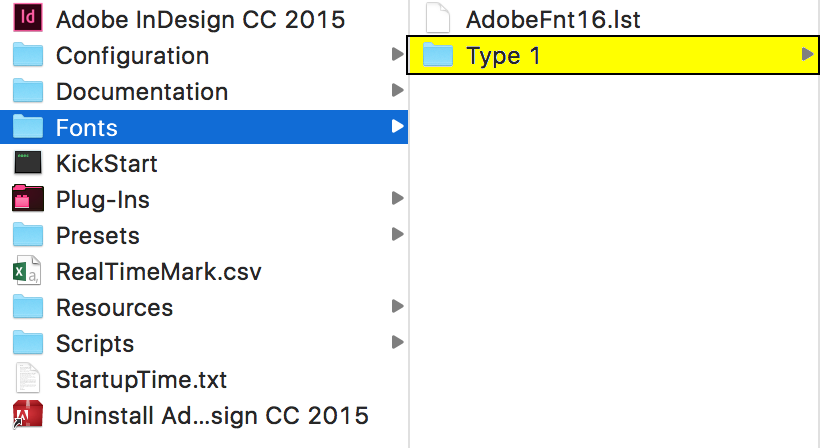 Id
Adobe InDesign CC 2015
Configuration
Documentation
Fonts
KickStart
Plug-Ins
Presets
RealTimeMark.csv
Resources
Scripts
StartupTime.txt
Uninstall Ad...sign CC 2015
AdobeFnt16.lst
Type 1